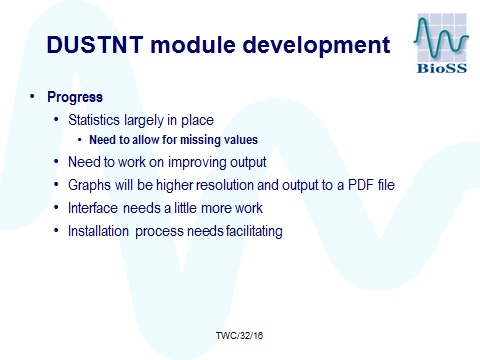 DUSTNT module development
BioSS
• Progress
• Statistics largely in place
• Need to allow for missing values
• Need to work on improving output
• Graphs will be higher resolution and output to a PDF file
• Interface needs a little more work
• Installation process needs facilitating
TWC/32/16